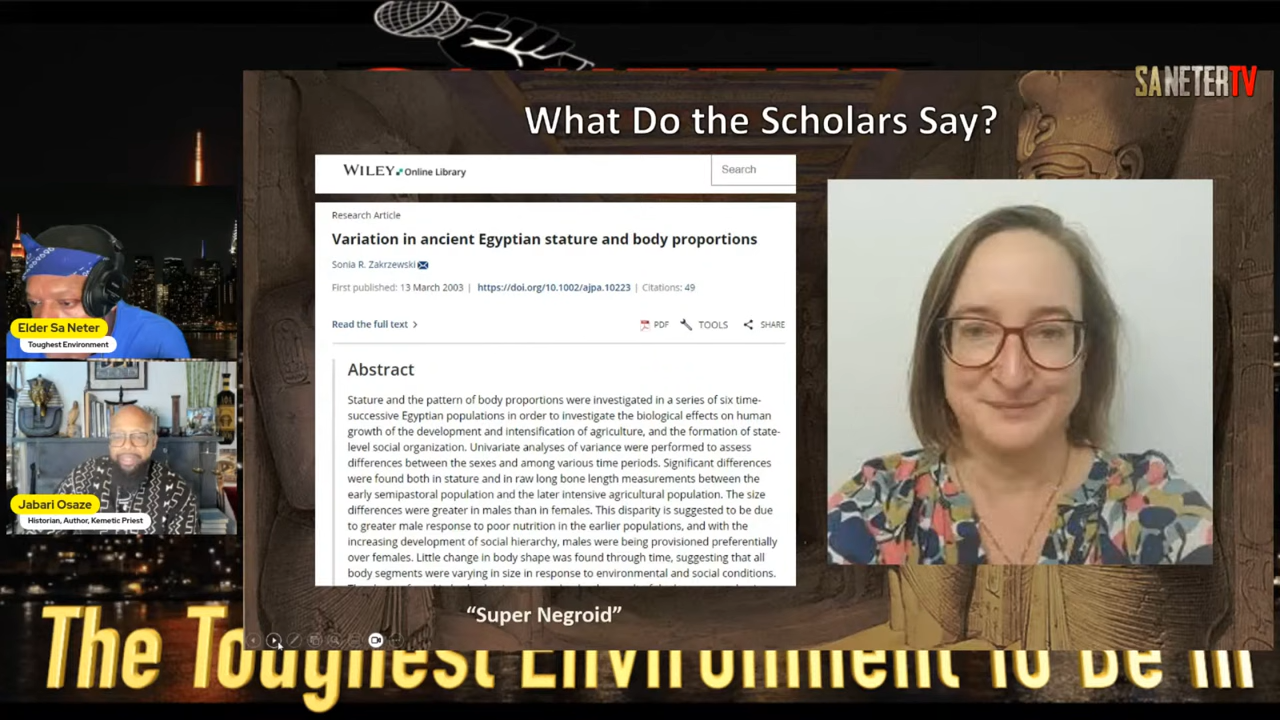 SANETERTV
What Do the Scholars Say?
WILEY Online Library
Search
Research Article
Variation in ancient Egyptian stature and body proportions
Sonia R. Zakrzewski
First published: 13 March 2003 | https://doi.org/10.1002/ajpa.10223 | Citations: 49
Read the full text >
PDF TOOLS SHARE
Abstract
Stature and the pattern of body proportions were investigated in a series of six time-
successive Egyptian populations in order to investigate the biological effects on human
growth of the development and intensification of agriculture, and the formation of state-
level social organization. Univariate analyses of variance were performed to assess
differences between the sexes and among various time periods. Significant differences
were found both in stature and in raw long bone length measurements between the
early semipastoral population and the later intensive agricultural population. The size
differences were greater in males than in females. This disparity is suggested to be due
to greater male response to poor nutrition in the earlier populations, and with the
increasing development of social hierarchy, males were being provisioned preferentially
over females. Little change in body shape was found through time, suggesting that all
body segments were varying in size in response to environmental and social conditions.
“Super Negroid”
Elder Sa Neter
Toughest Environment
Jabari Osaze
Historian, Author, Kemetic Priest
The Toughest Environment To Be In